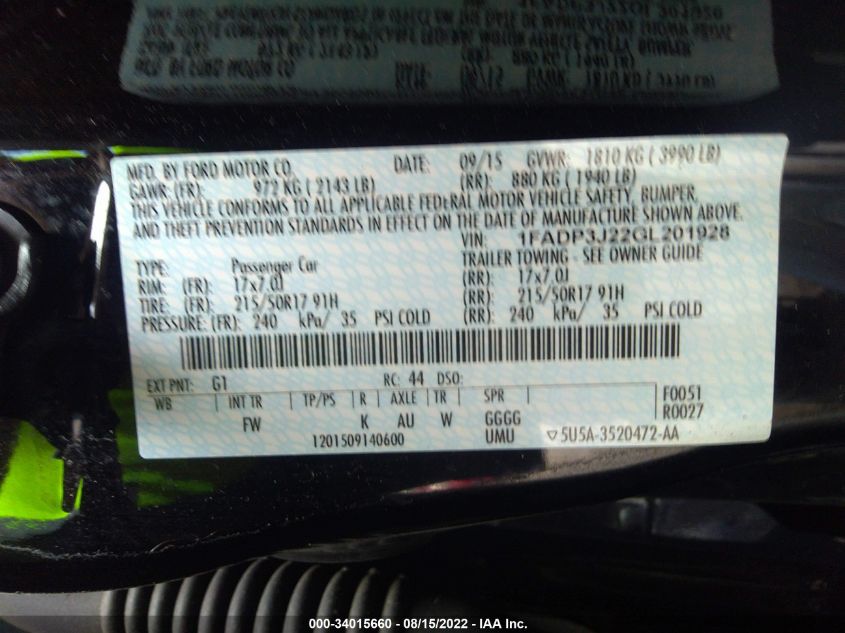 MFD. BY FORD MOTOR CO. DATE: 09/15 GVWR: 1810 KG ( 3990 LB)
GAWR: (FR): 972 KG ( 2143 LB) (RR): 880 KG ( 1940 LB)
THIS VEHICLE CONFORMS TO ALL APPLICABLE FEDERAL MOTOR VEHICLE SAFETY, BUMPER,
AND THEFT PREVENTION STANDARDS IN EFFECT ON THE DATE OF MANUFACTURE SHOWN ABOVE.
VIN: 1FADP3J22GL201928
TYPE: Passenger Car TRAILER TOWING - SEE OWNER GUIDE
RIM: (FR): 17x7.0J (RR): 17x7.0J
TIRE: (FR): 215/50R17 91H (RR): 215/50R17 91H
PRESSURE: (FR): 240 kPa/ 35 PSI COLD (RR): 240 kPa/ 35 PSI COLD
EXT PNT: G1 RC: 44 DSO:
WB INT TR TP/PS R AXLE TR SPR F0051
FW K AU W GGGG R0027
1201509140600 UMU ▽5U5A-3520472-AA
000-34015660 - 08/15/2022 - IAA Inc.